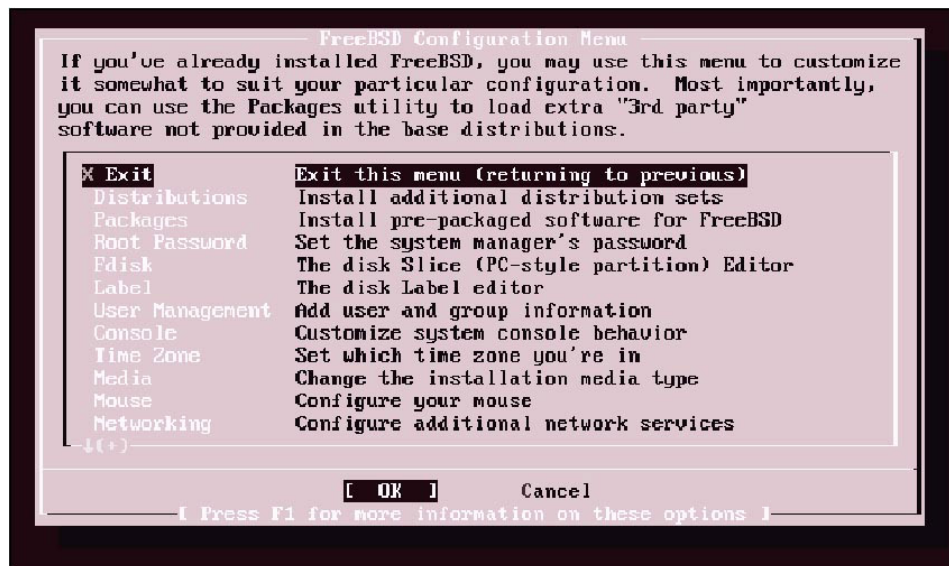 FreeBSD Configuration Menu
If you've already installed FreeBSD, you may use this menu to customize
it somewhat to suit your particular configuration.  Most importantly,
you can use the Packages utility to load extra "3rd party"
software not provided in the base distributions.
X Exit Exit this menu (returning to previous)
Distributions Install additional distribution sets
Packages Install pre-packaged software for FreeBSD
Root Password Set the system manager's password
Fdisk The disk Slice (PC-style partition) Editor
Label The disk Label editor
User Management Add user and group information
Console Customize system console behavior
Time Zone Set which time zone you're in
Media Change the installation media type
Mouse Configure your mouse
Networking Configure additional network services
↓(+)
[ OK ] Cancel
[ Press F1 for more information on these options ]